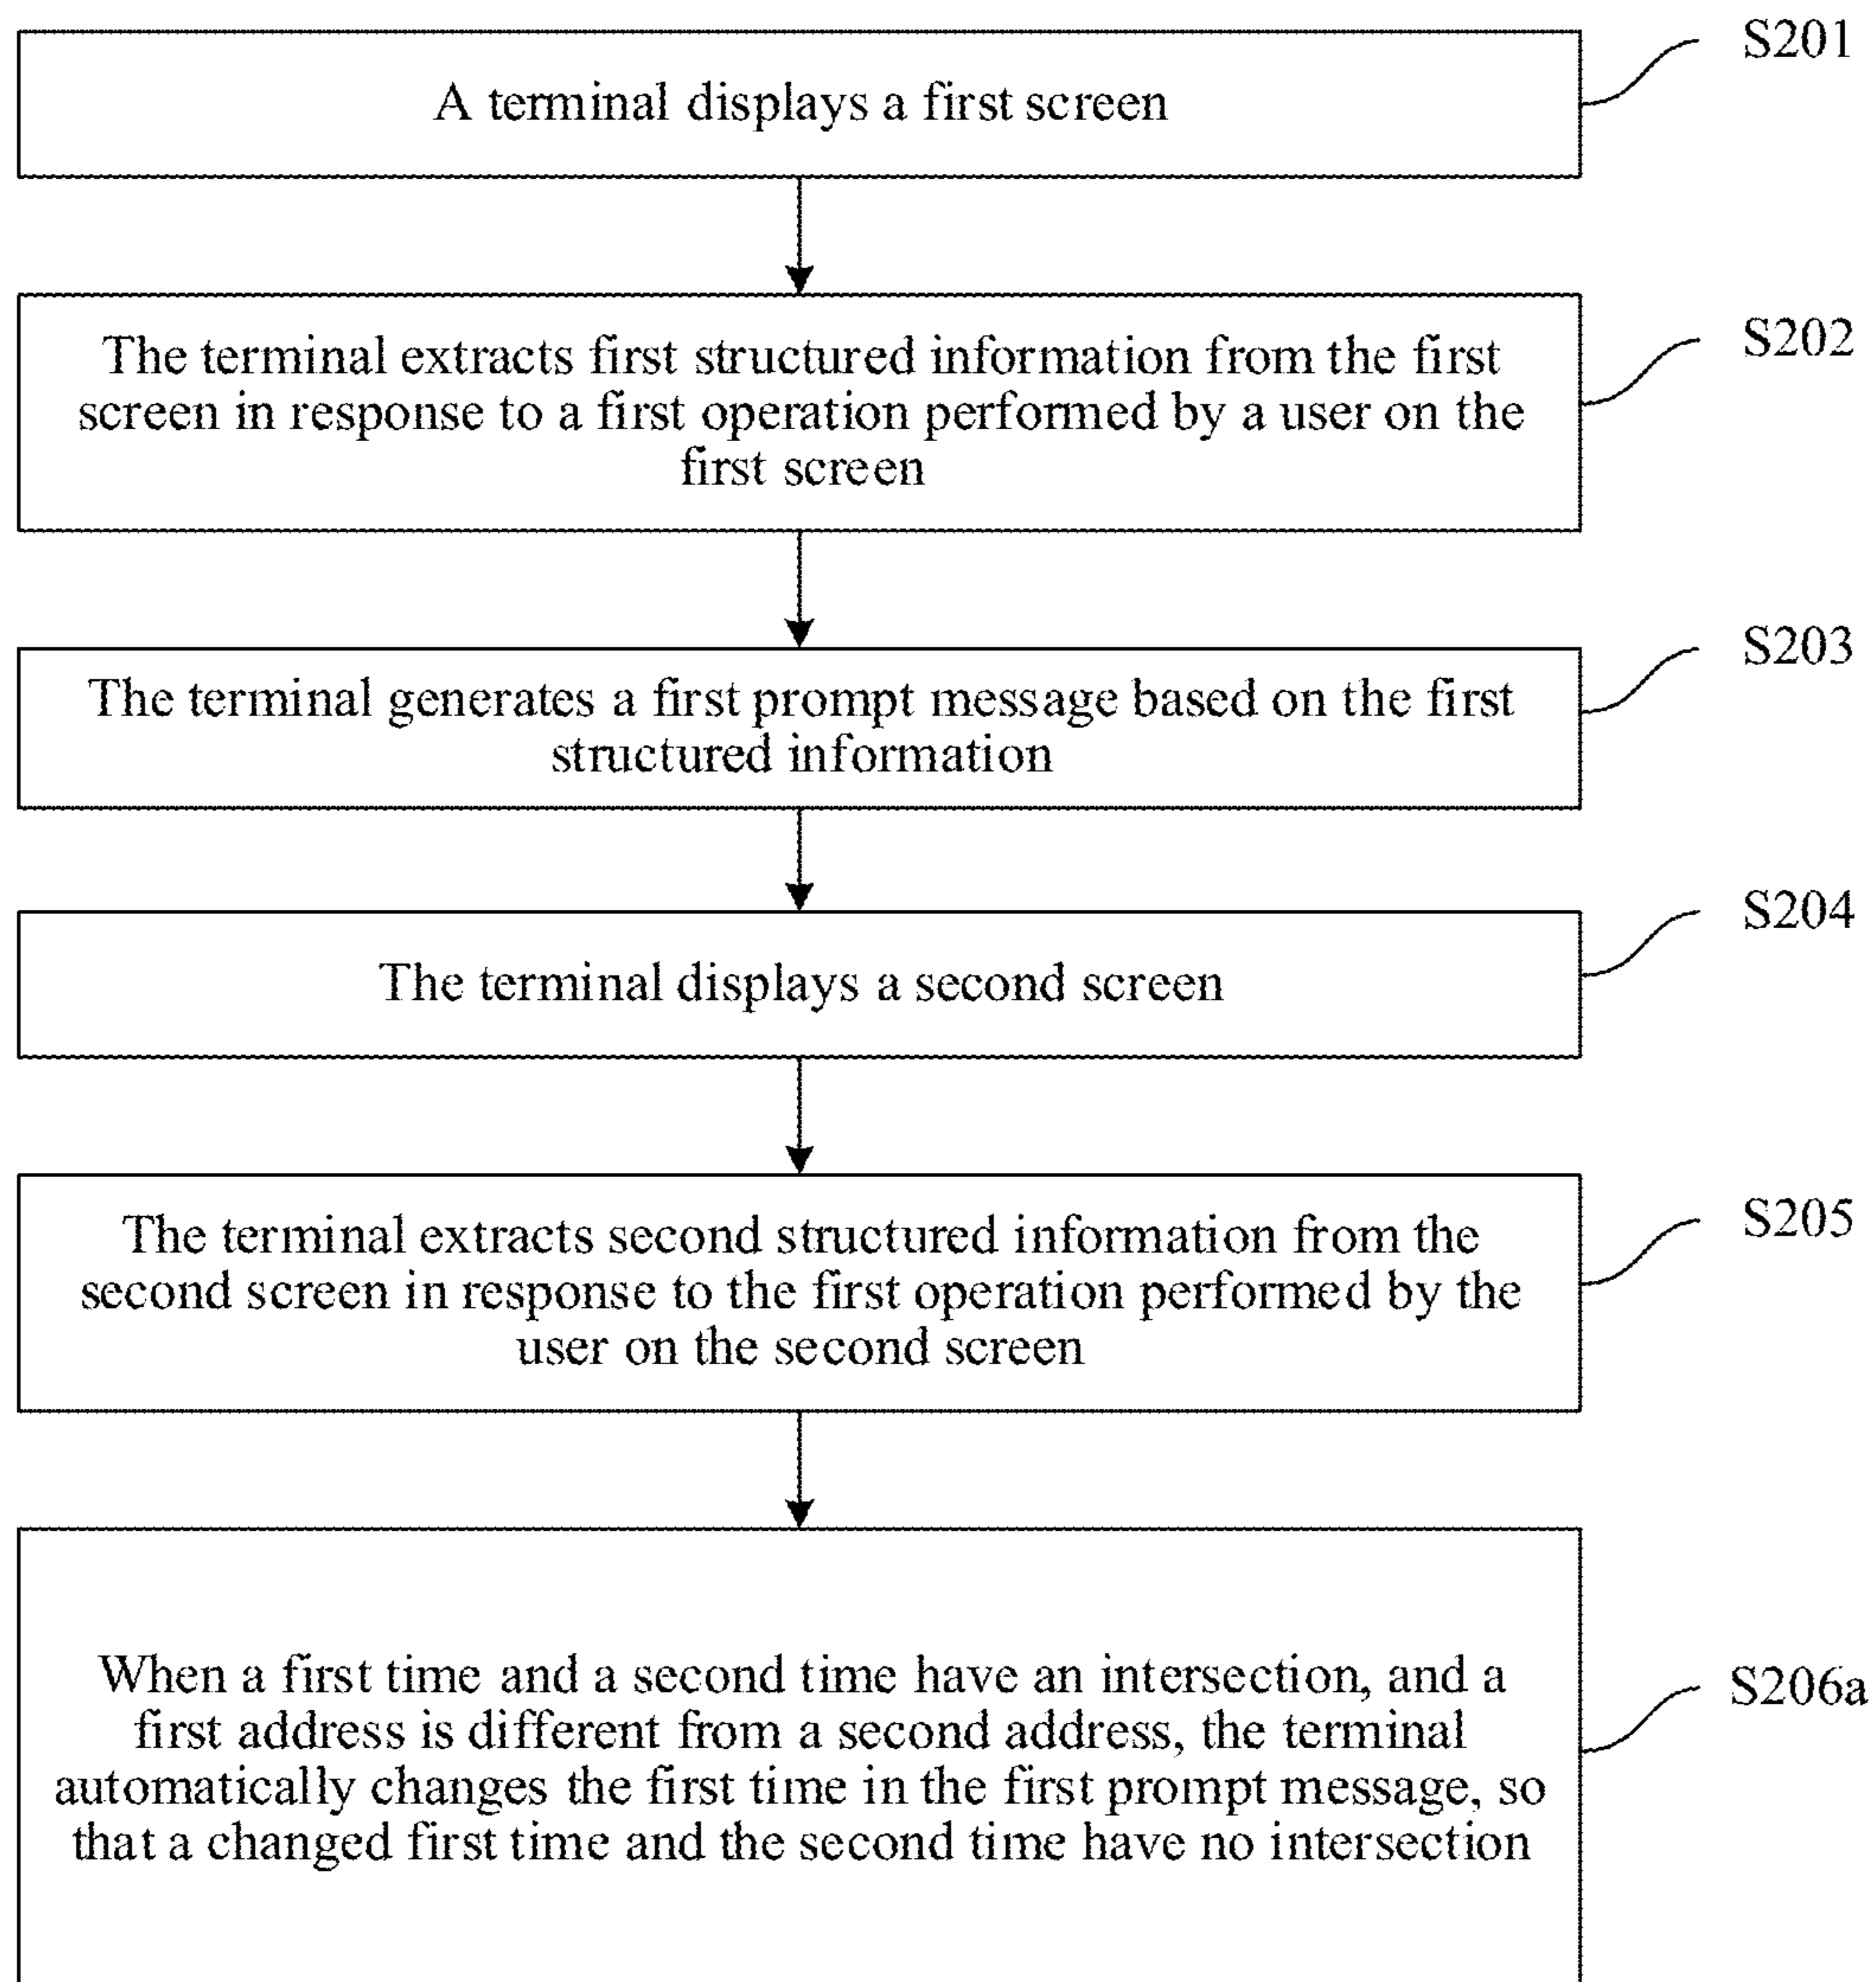 S201
A terminal displays a first screen
S202
The terminal extracts first structured information from the first
screen in response to a first operation performed by a user on the
first screen
S203
The terminal generates a first prompt message based on the first
structured information
S204
The terminal displays a second screen
S205
The terminal extracts second structured information from the
second screen in response to the first operation performed by the
user on the second screen
S206a
When a first time and a second time have an intersection, and a
first address is different from a second address, the terminal
automatically changes the first time in the first prompt message, so
that a changed first time and the second time have no intersection